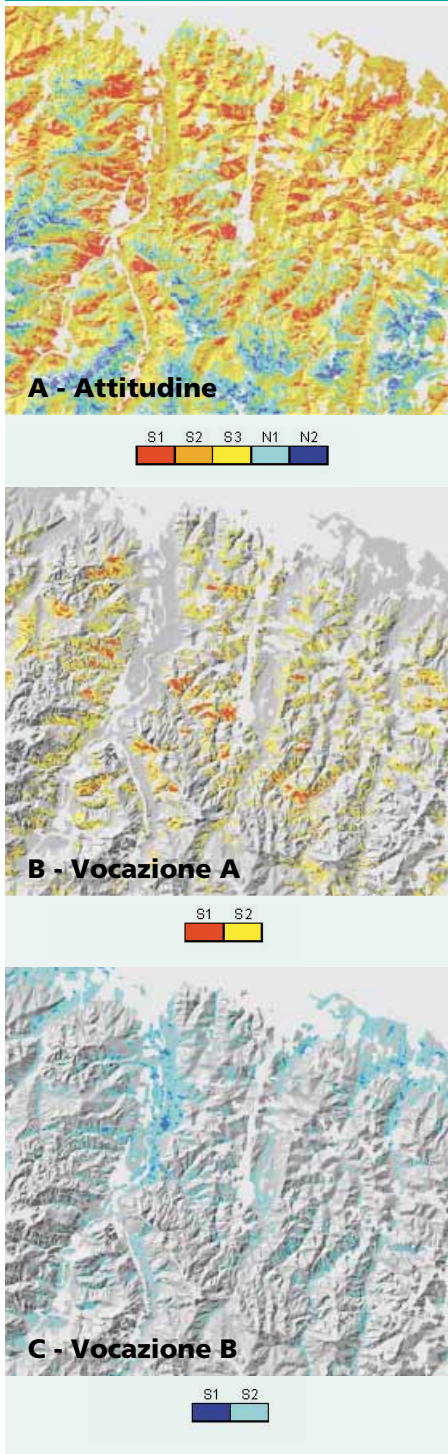 A - Attitudine
S1 S2 S3 N1 N2
B - Vocazione A
S1 S2
C - Vocazione B
S1 S2